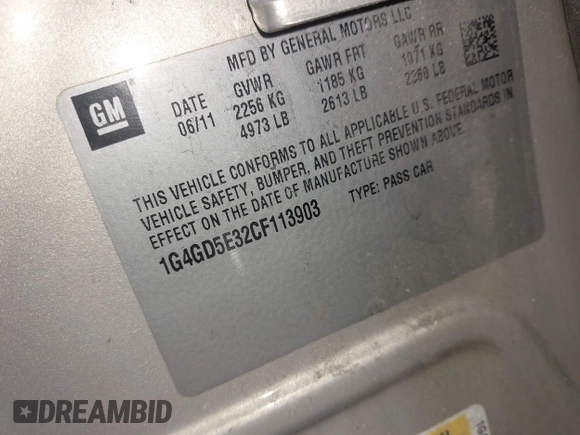 MFD BY GENERAL MOTORS LLC
GM
DATE GVWR GAWR FRT GAWR RR
06/11 2256 KG 1185 KG 1071 KG
4973 LB 2613 LB 2360 LB
THIS VEHICLE CONFORMS TO ALL APPLICABLE U.S. FEDERAL MOTOR
VEHICLE SAFETY, BUMPER, AND THEFT PREVENTION STANDARDS IN
EFFECT ON THE DATE OF MANUFACTURE SHOWN ABOVE.
1G4GD5E32CF113903 TYPE: PASS CAR
DREAMBID